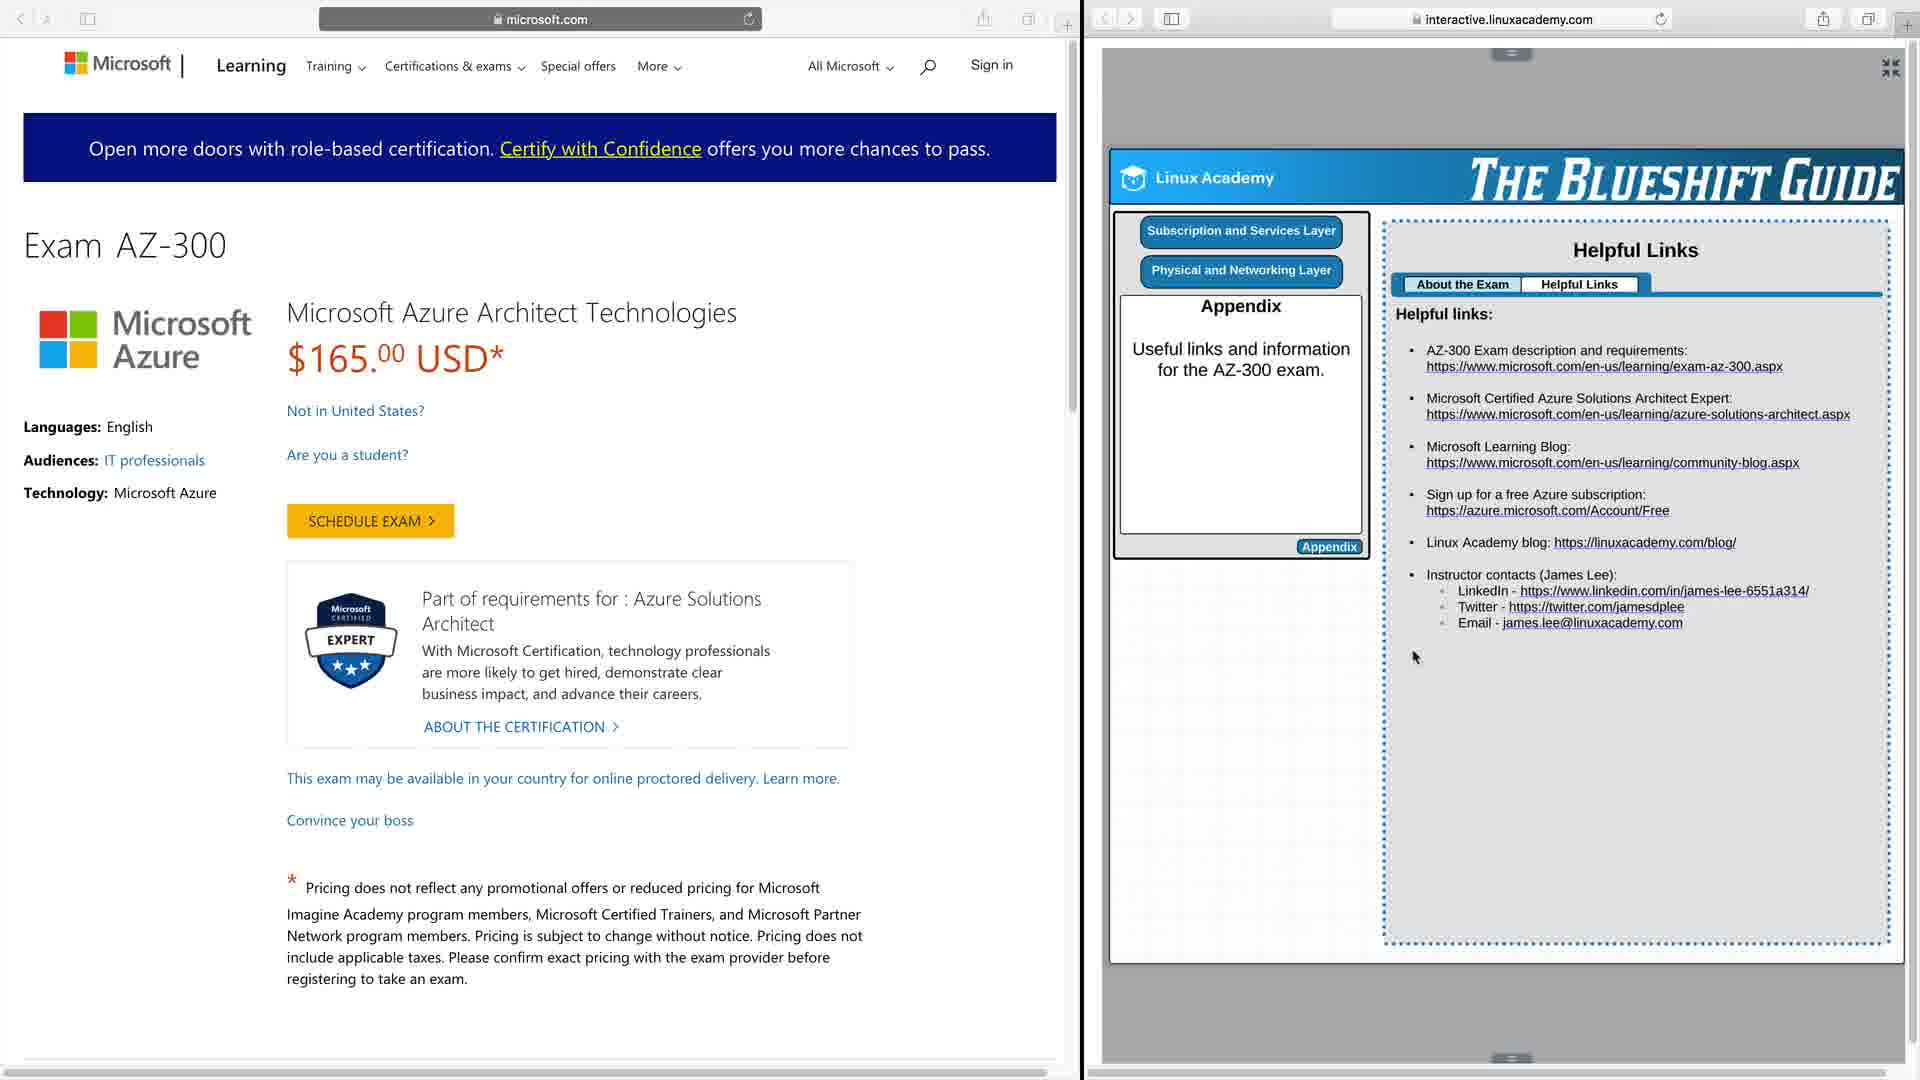 microsoft.com
Microsoft
Learning
Training
Certifications & exams
Special offers
More
All Microsoft
Sign in
Open more doors with role-based certification. Certify with Confidence offers you more chances to pass.
Exam AZ-300
Microsoft
Azure
Languages: English
Audiences: IT professionals
Technology: Microsoft Azure
Microsoft Azure Architect Technologies
$165.00 USD*
Not in United States?
Are you a student?
SCHEDULE EXAM
Microsoft
CERTIFIED
EXPERT
Part of requirements for : Azure Solutions
Architect
With Microsoft Certification, technology professionals
are more likely to get hired, demonstrate clear
business impact, and advance their careers.
ABOUT THE CERTIFICATION
This exam may be available in your country for online proctored delivery. Learn more.
Convince your boss
* Pricing does not reflect any promotional offers or reduced pricing for Microsoft
Imagine Academy program members, Microsoft Certified Trainers, and Microsoft Partner
Network program members. Pricing is subject to change without notice. Pricing does not
include applicable taxes. Please confirm exact pricing with the exam provider before
registering to take an exam.
interactive.linuxacademy.com
Linux Academy
THE BLUESHIFT GUIDE
Subscription and Services Layer
Physical and Networking Layer
Appendix
Useful links and information
for the AZ-300 exam.
Appendix
Helpful Links
About the Exam
Helpful Links
Helpful links:
• AZ-300 Exam description and requirements:
https://www.microsoft.com/en-us/learning/exam-az-300.aspx
• Microsoft Certified Azure Solutions Architect Expert:
https://www.microsoft.com/en-us/learning/azure-solutions-architect.aspx
• Microsoft Learning Blog:
https://www.microsoft.com/en-us/learning/community-blog.aspx
• Sign up for a free Azure subscription:
https://azure.microsoft.com/Account/Free
• Linux Academy blog: https://linuxacademy.com/blog/
• Instructor contacts (James Lee):
LinkedIn - https://www.linkedin.com/in/james-lee-6551a314/
Twitter - https://twitter.com/jamesdplee
Email - james.lee@linuxacademy.com